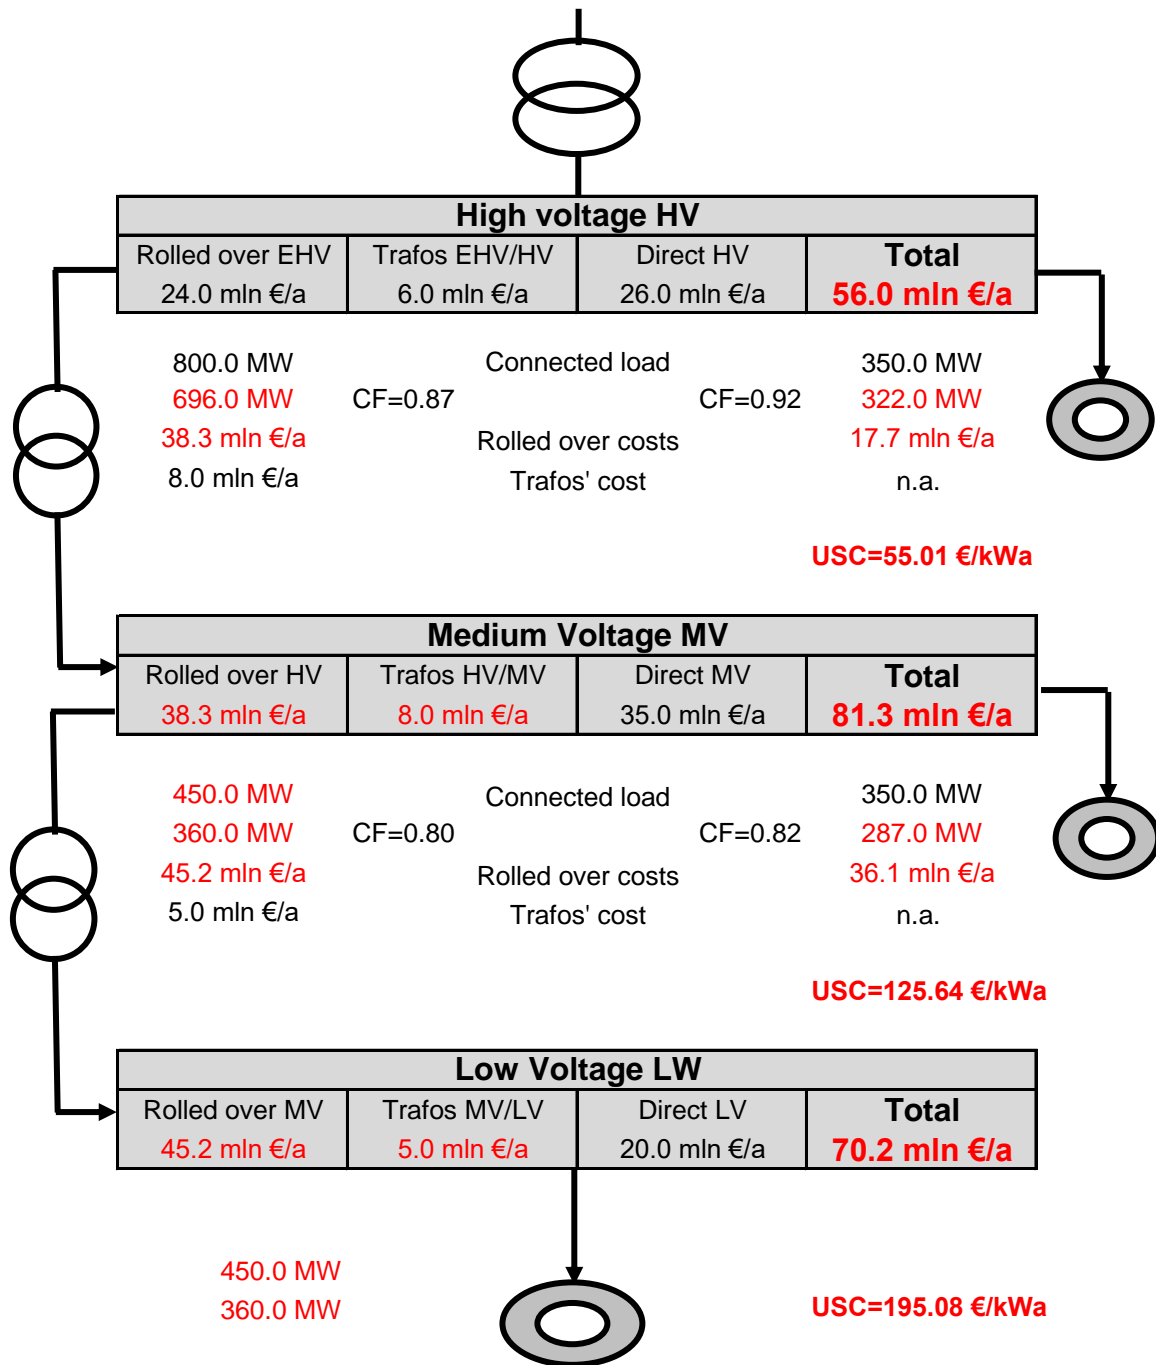 High voltage HV
Rolled over EHV Trafos EHV/HV Direct HV Total
24.0 mln €/a 6.0 mln €/a 26.0 mln €/a 56.0 mln €/a
800.0 MW Connected load 350.0 MW
696.0 MW CF=0.87 CF=0.92 322.0 MW
38.3 mln €/a Rolled over costs 17.7 mln €/a
8.0 mln €/a Trafos' cost n.a.
USC=55.01 €/kWa
Medium Voltage MV
Rolled over HV Trafos HV/MV Direct MV Total
38.3 mln €/a 8.0 mln €/a 35.0 mln €/a 81.3 mln €/a
450.0 MW Connected load 350.0 MW
360.0 MW CF=0.80 CF=0.82 287.0 MW
45.2 mln €/a Rolled over costs 36.1 mln €/a
5.0 mln €/a Trafos' cost n.a.
USC=125.64 €/kWa
Low Voltage LW
Rolled over MV Trafos MV/LV Direct LV Total
45.2 mln €/a 5.0 mln €/a 20.0 mln €/a 70.2 mln €/a
450.0 MW
360.0 MW USC=195.08 €/kWa